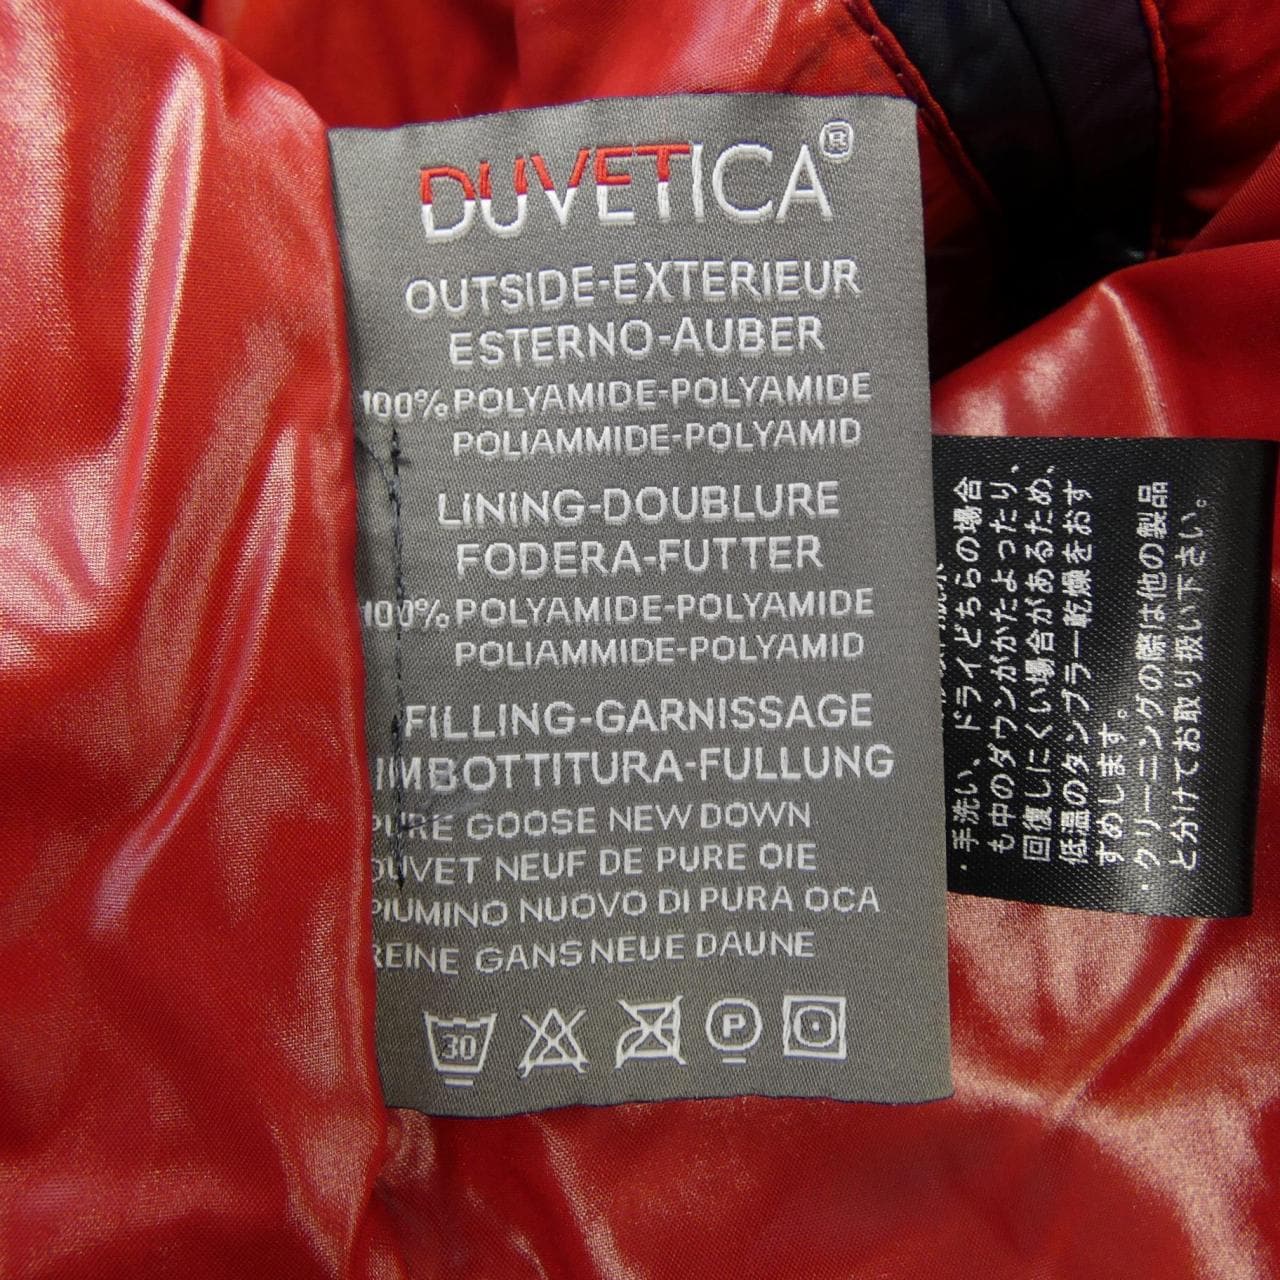 DUVETICA®
OUTSIDE-EXTERIEUR
ESTERNO-AUBER
100% POLYAMIDE-POLYAMIDE
POLIAMMIDE-POLYAMID
LINING-DOUBLURE
FODERA-FUTTER
100% POLYAMIDE-POLYAMIDE
POLIAMMIDE-POLYAMID
FILLING-GARNISSAGE
IMBOTTITURA-FULLUNG
PURE GOOSE NEW DOWN
DUVET NEUF DE PURE OIE
PIUMINO NUOVO DI PURA OCA
REINE GANS NEUE DAUNE
30 P
・手洗い、ドライどちらの場合
も中のダウンがかたよったり、
回復しにくい場合があるため、
低温のタンブラー乾燥をおす
すめします。
・クリーニングの際は他の製品
と分けてお取り扱い下さい。